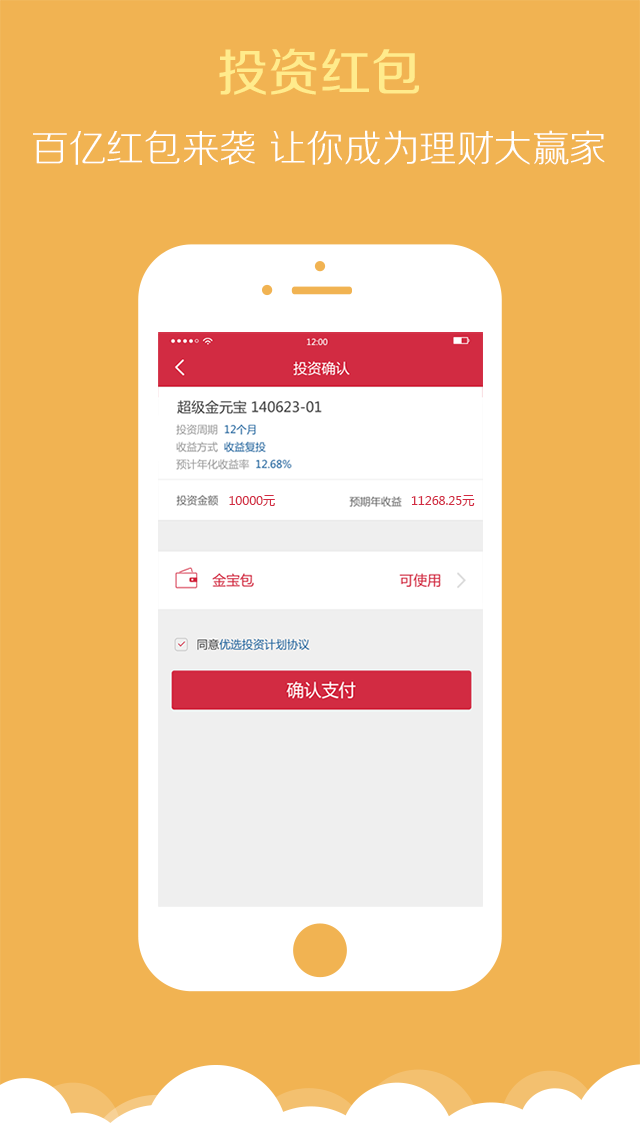 投资红包
百亿红包来袭 让你成为理财大赢家
12:00
投资确认
超级金元宝 140623-01
投资周期 12个月
收益方式 收益复投
预计年化收益率 12.68%
投资金额 10000元 预期年收益 11268.25元
金宝包 可使用
同意优选投资计划协议
确认支付